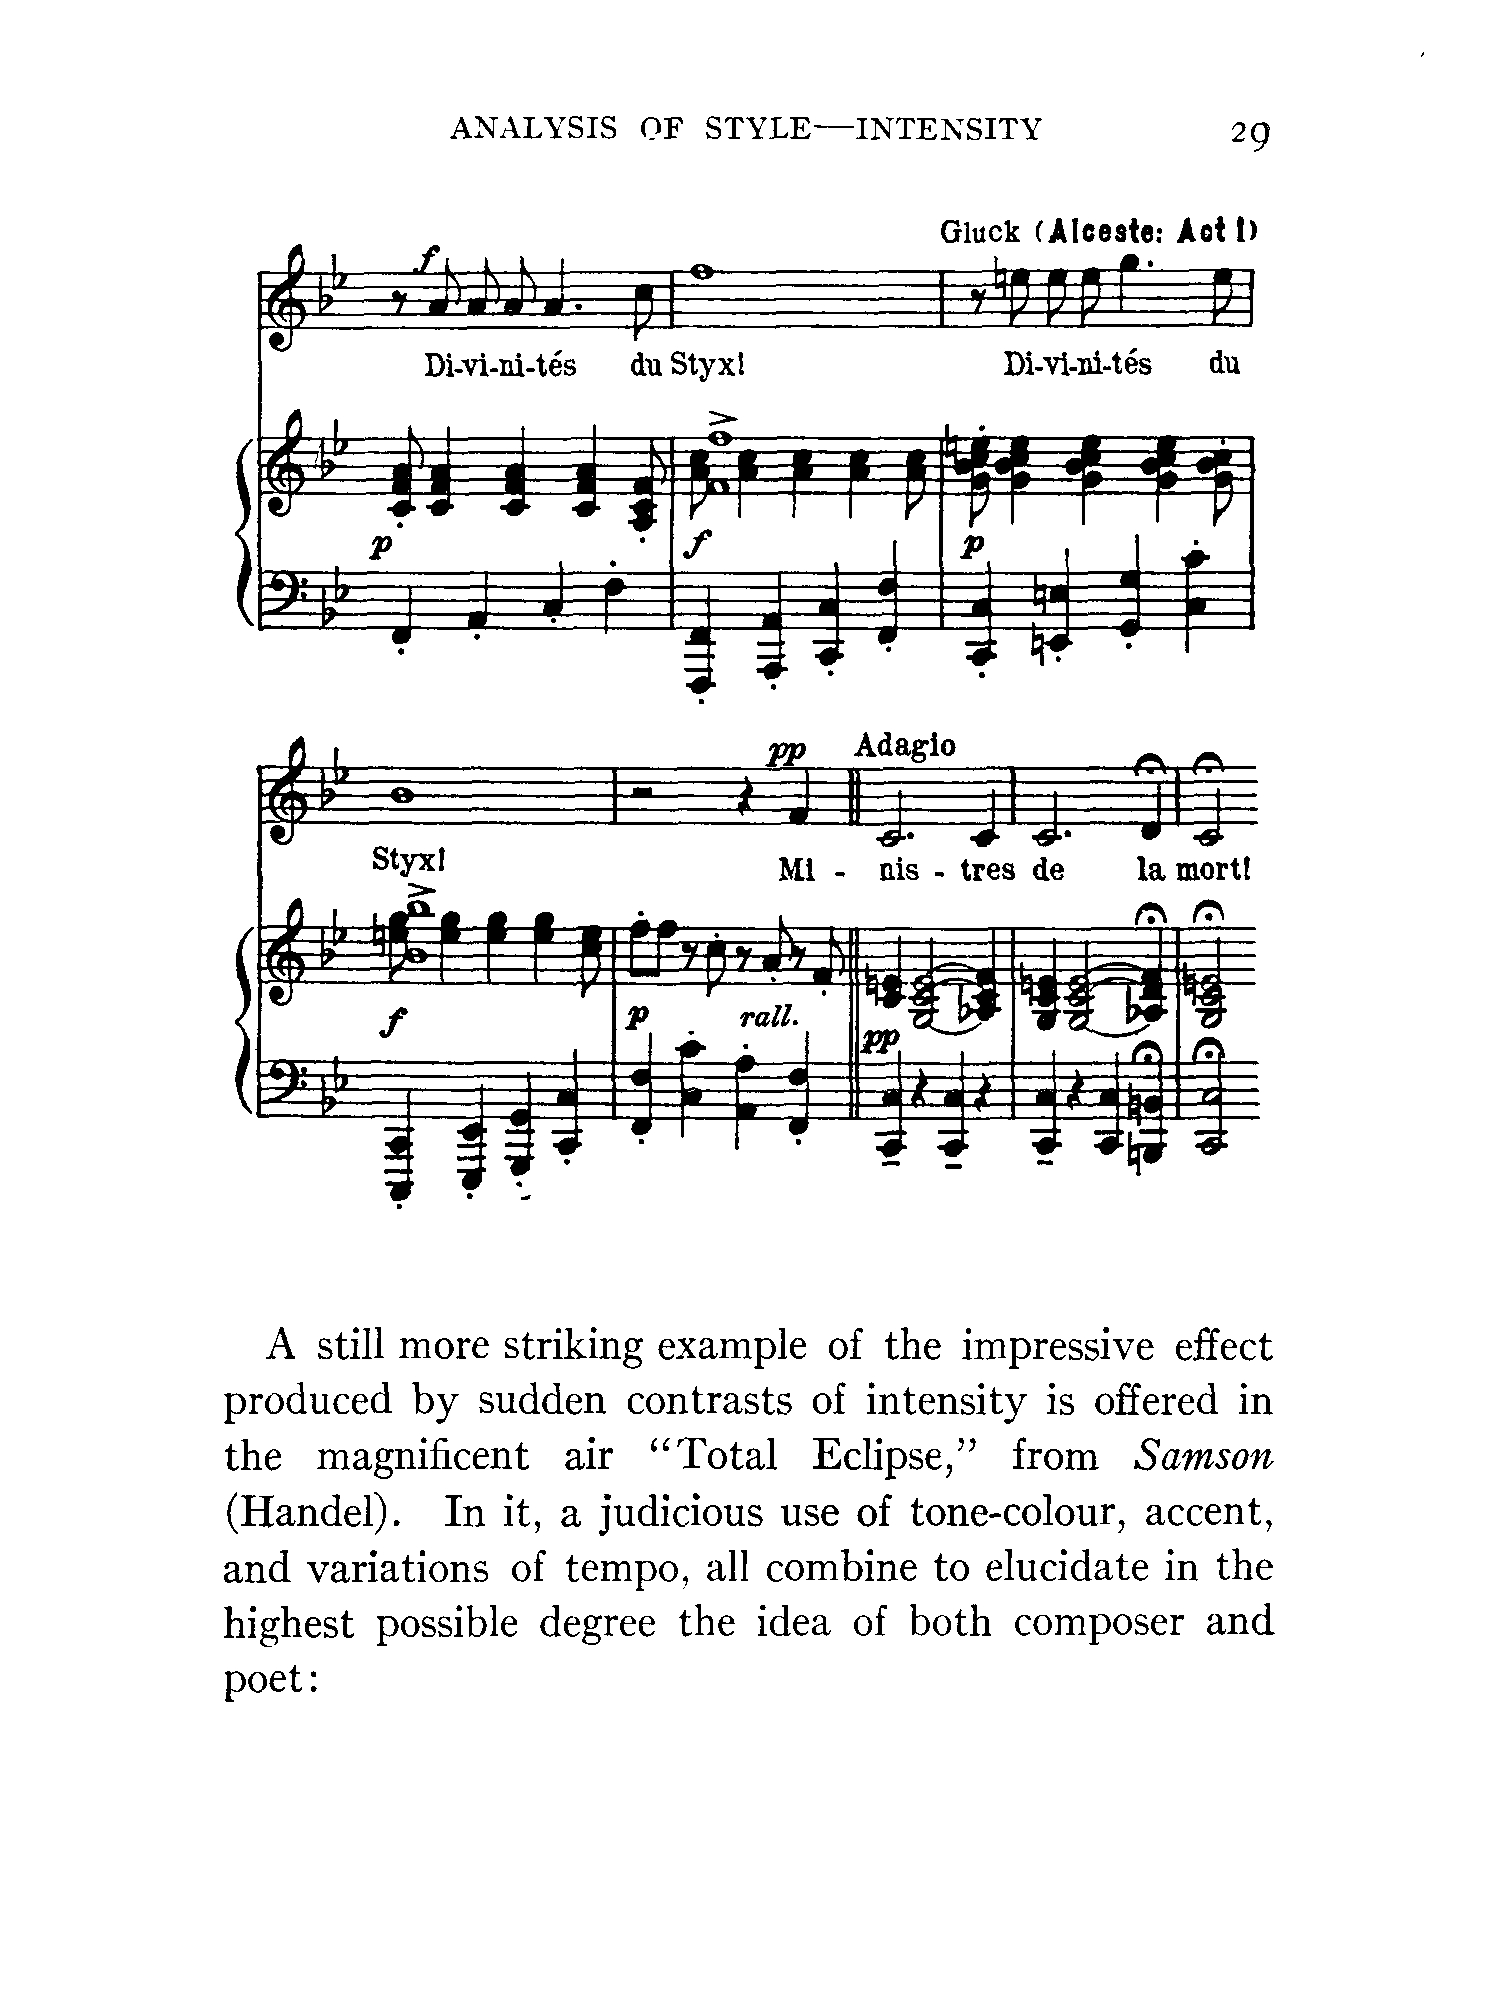 ANALYSIS OF STYLE—INTENSITY 29
Gluck (Alceste: Act I)
f
Di-vi-ni-tés du Styx! Di-vi-ni-tés du
p f p
pp Adagio
Styx! Mi - nis - tres de la mort!
f p rall. pp
A still more striking example of the impressive effect
produced by sudden contrasts of intensity is offered in
the magnificent air “Total Eclipse,” from Samson
(Handel). In it, a judicious use of tone-colour, accent,
and variations of tempo, all combine to elucidate in the
highest possible degree the idea of both composer and
poet: